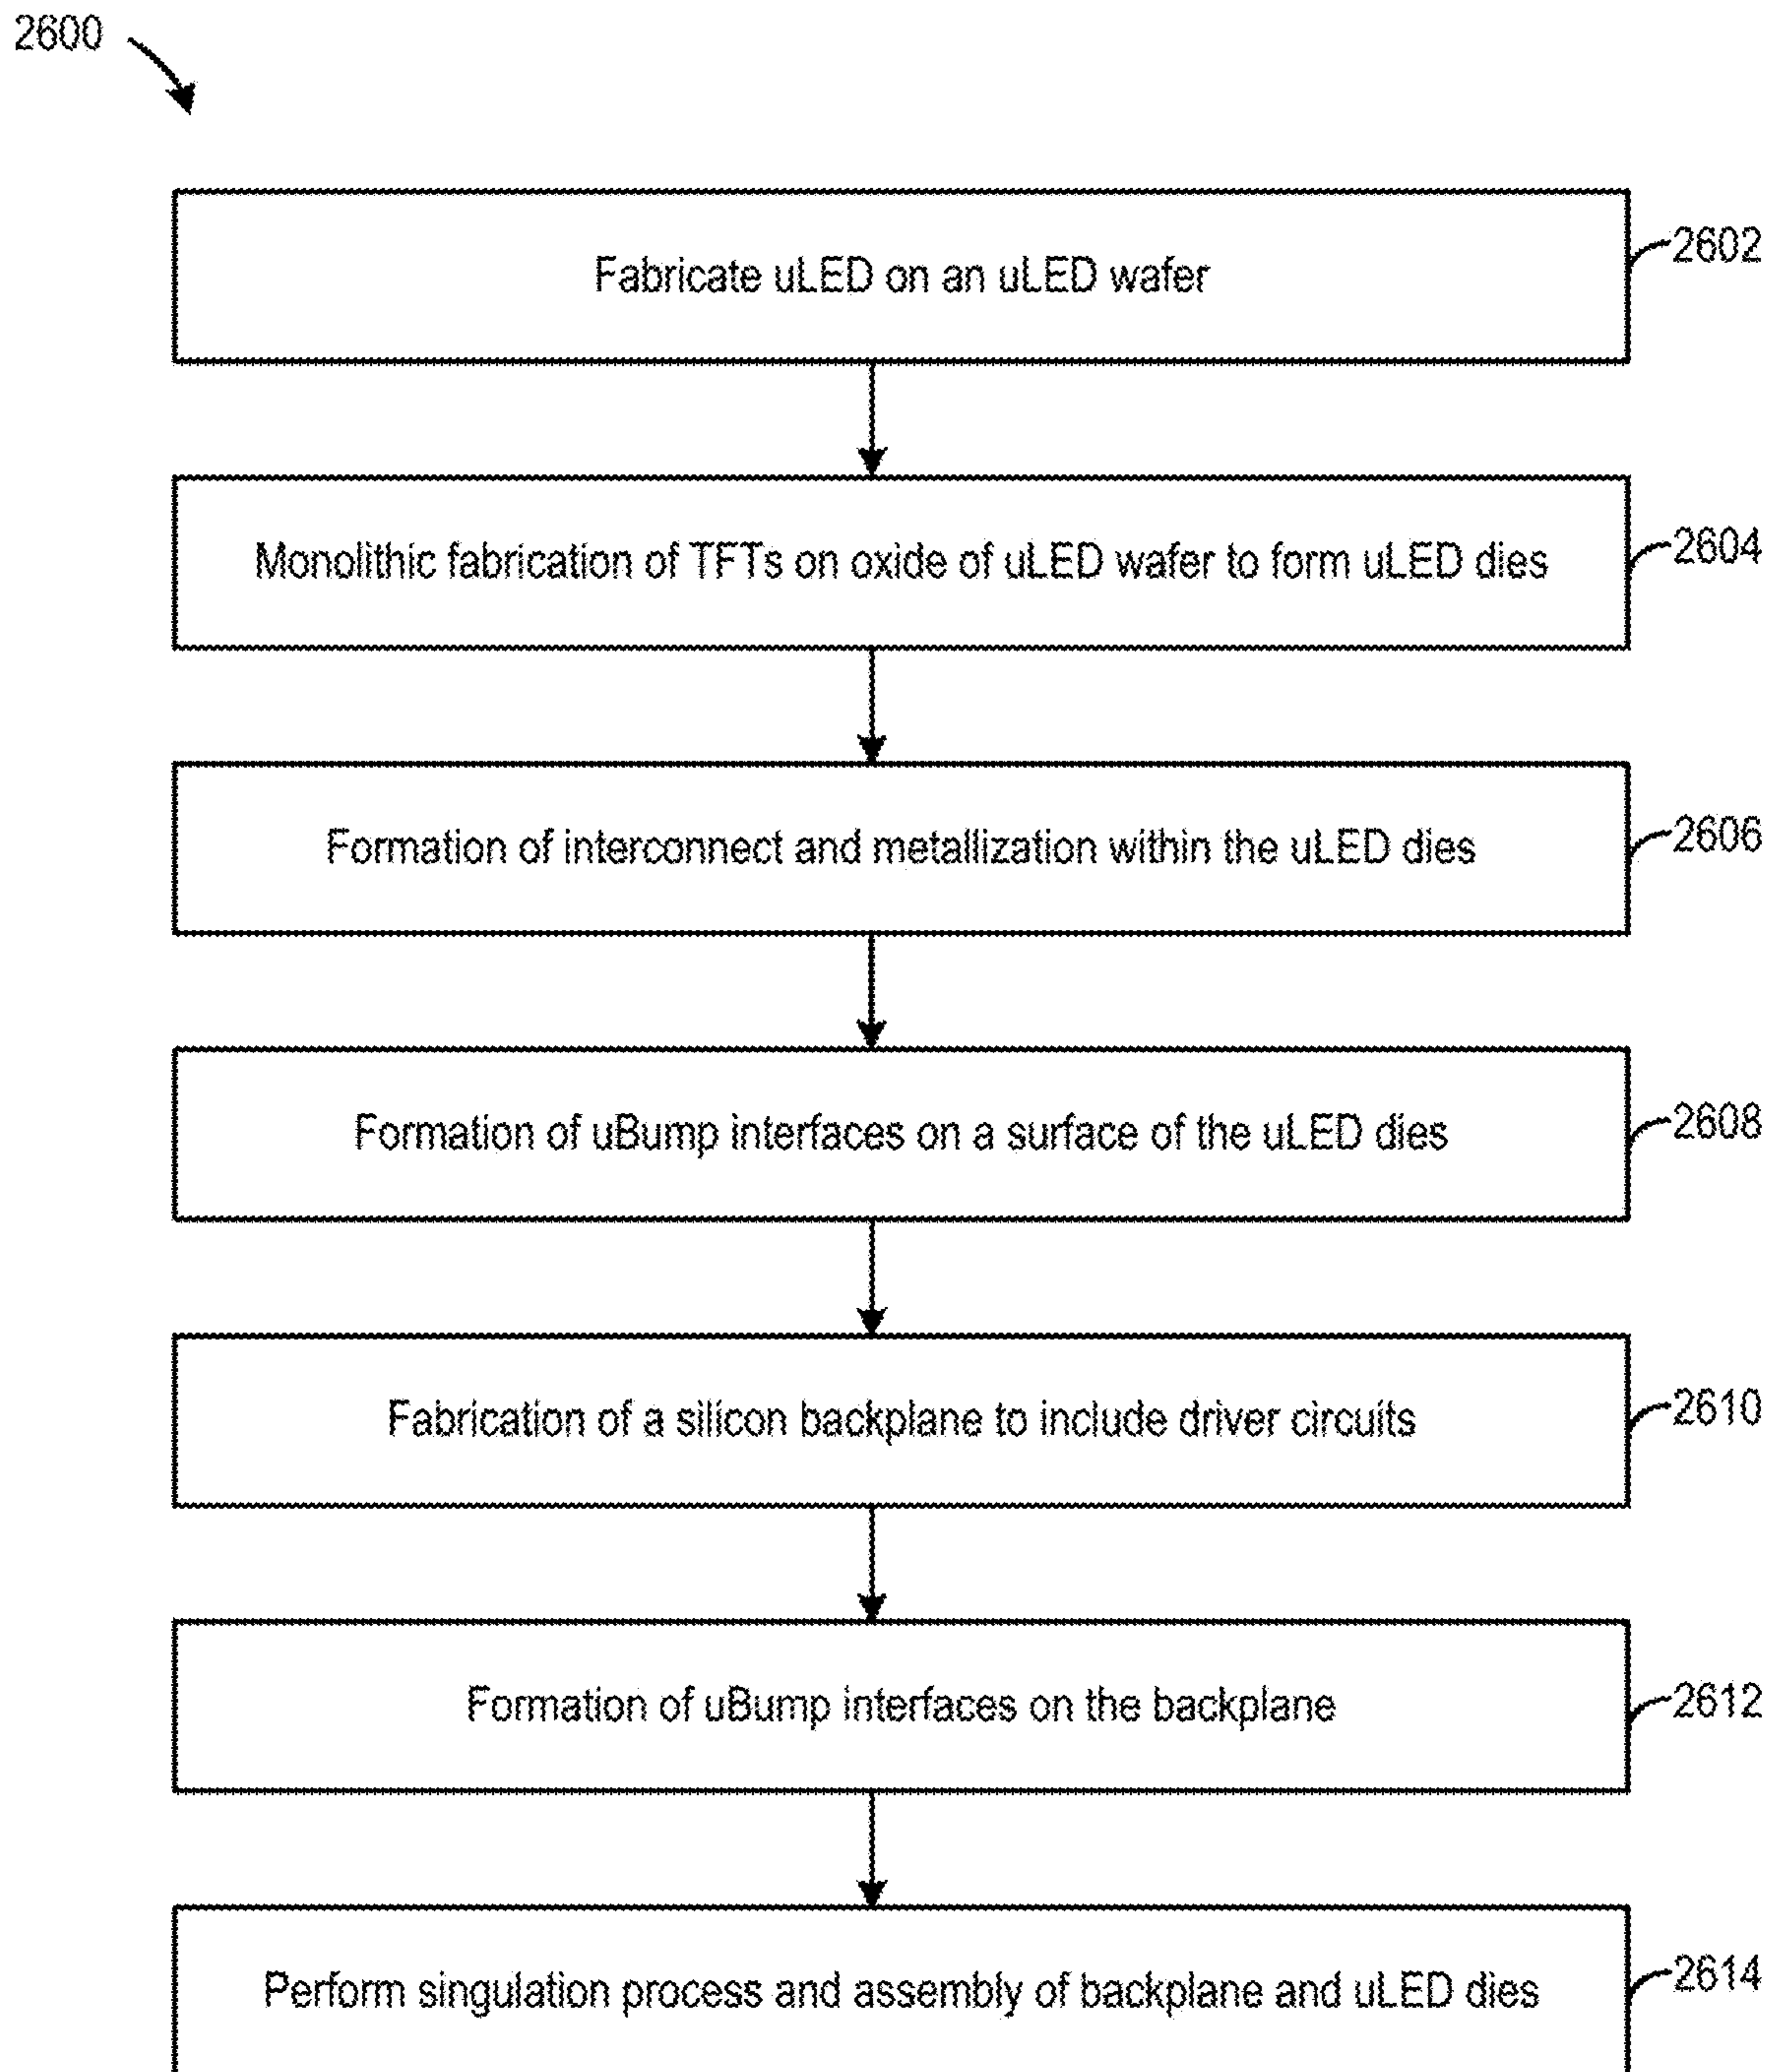 2600
Fabricate uLED on an uLED wafer
2602
Monolithic fabrication of TFTs on oxide of uLED wafer to form uLED dies
2604
Formation of interconnect and metallization within the uLED dies
2606
Formation of uBump interfaces on a surface of the uLED dies
2608
Fabrication of a silicon backplane to include driver circuits
2610
Formation of uBump interfaces on the backplane
2612
Perform singulation process and assembly of backplane and uLED dies
2614